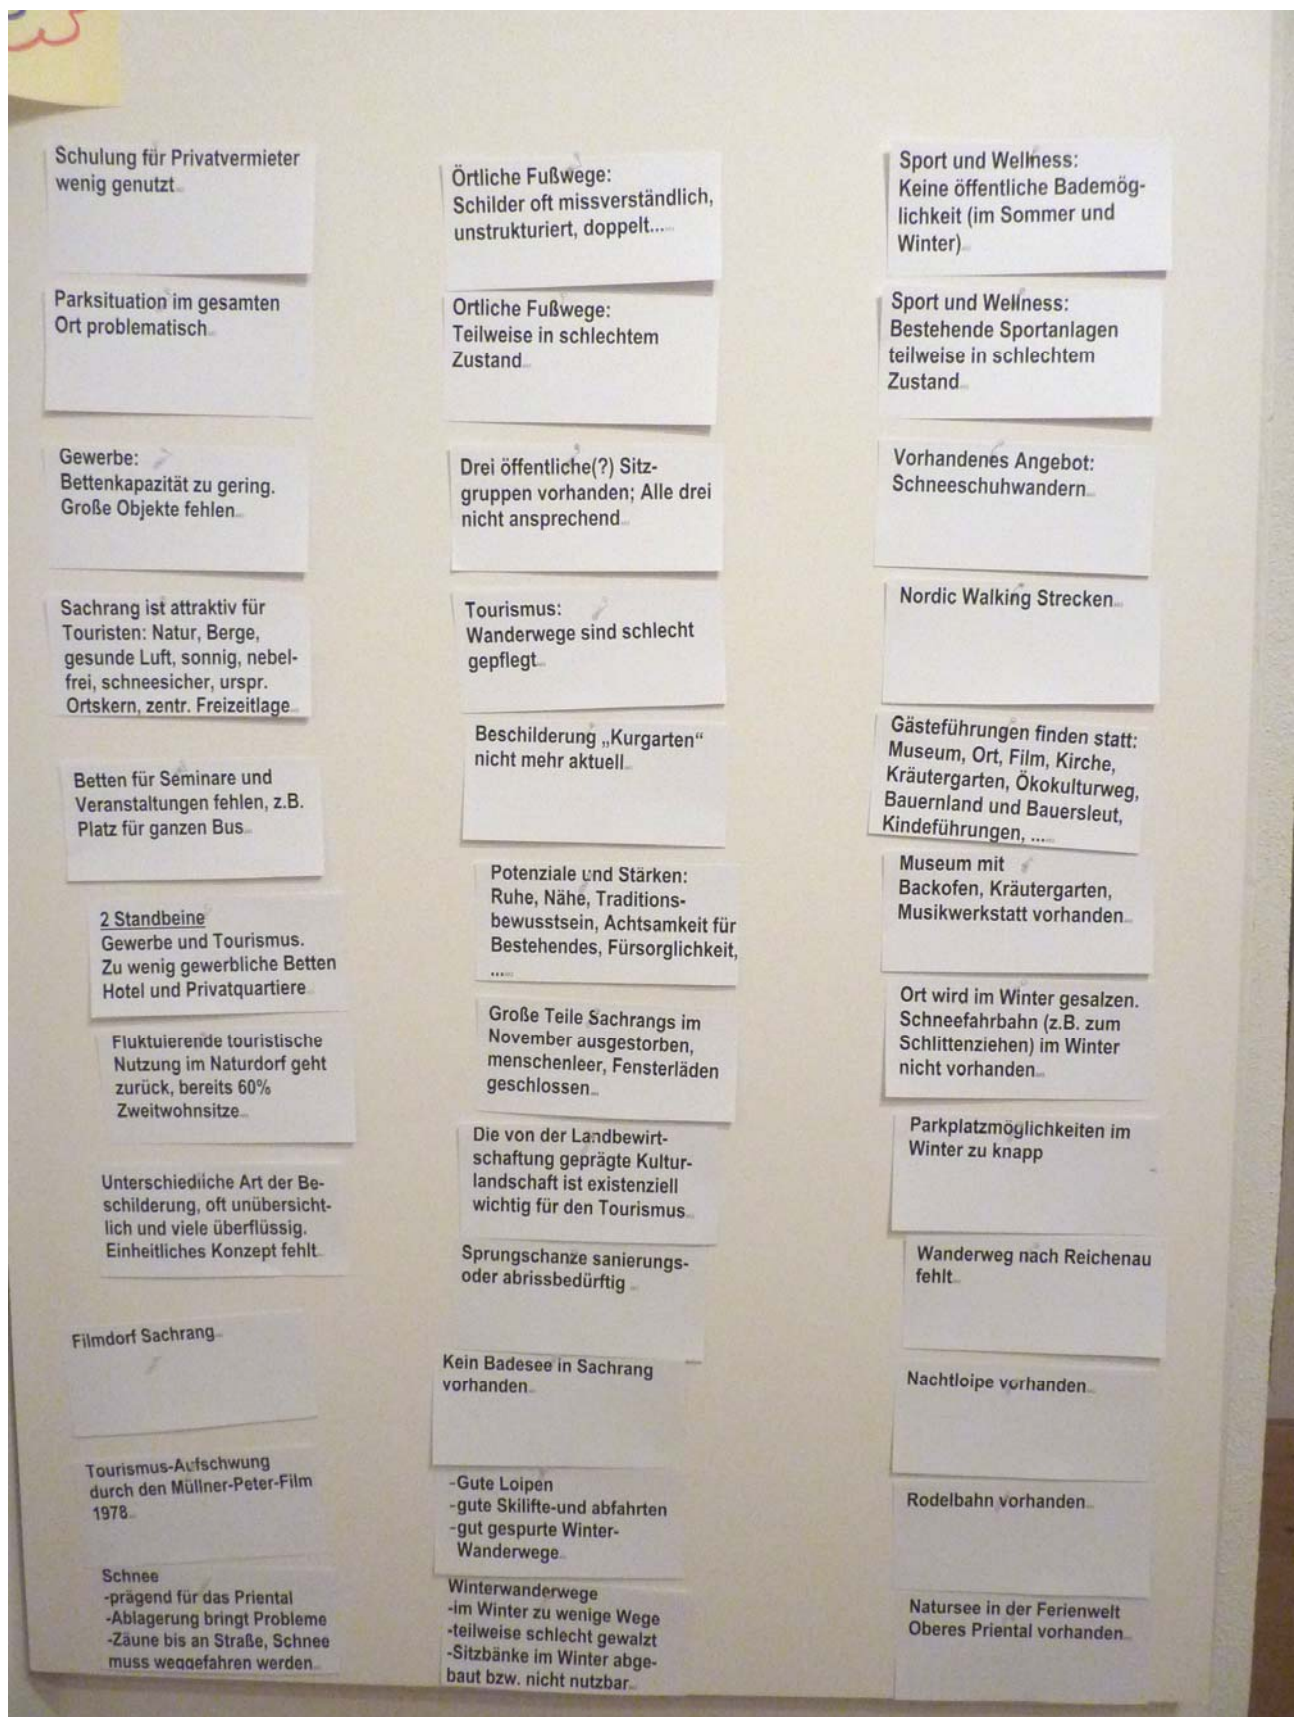 Schulung für Privatvermieter
wenig genutzt
Parksituation im gesamten
Ort problematisch
Gewerbe:
Bettenkapazität zu gering.
Große Objekte fehlen
Sachrang ist attraktiv für
Touristen: Natur, Berge,
gesunde Luft, sonnig, nebel-
frei, schneesicher, urspr.
Ortskern, zentr. Freizeitlage
Betten für Seminare und
Veranstaltungen fehlen, z.B.
Platz für ganzen Bus
2 Standbeine
Gewerbe und Tourismus.
Zu wenig gewerbliche Betten
Hotel und Privatquartiere
Fluktuierende touristische
Nutzung im Naturdorf geht
zurück, bereits 60%
Zweitwohnsitze
Unterschiedliche Art der Be-
schilderung, oft unübersicht-
lich und viele überflüssig.
Einheitliches Konzept fehlt
Filmdorf Sachrang
Tourismus-Aufschwung
durch den Müllner-Peter-Film
1978
Schnee
-prägend für das Priental
-Ablagerung bringt Probleme
-Zäune bis an Straße, Schnee
muss weggefahren werden
Örtliche Fußwege:
Schilder oft missverständlich,
unstrukturiert, doppelt...
Örtliche Fußwege:
Teilweise in schlechtem
Zustand
Drei öffentliche(?) Sitz-
gruppen vorhanden; Alle drei
nicht ansprechend
Tourismus:
Wanderwege sind schlecht
gepflegt
Beschilderung „Kurgarten“
nicht mehr aktuell
Potenziale und Stärken:
Ruhe, Nähe, Traditions-
bewusstsein, Achtsamkeit für
Bestehendes, Fürsorglichkeit,
...
Große Teile Sachrangs im
November ausgestorben,
menschenleer, Fensterläden
geschlossen
Die von der Landbewirt-
schaftung geprägte Kultur-
landschaft ist existenziell
wichtig für den Tourismus
Sprungschanze sanierungs-
oder abrissbedürftig
Kein Badesee in Sachrang
vorhanden
-Gute Loipen
-gute Skilifte-und abfahrten
-gut gespurte Winter-
Wanderwege
Winterwanderwege
-im Winter zu wenige Wege
-teilweise schlecht gewalzt
-Sitzbänke im Winter abge-
baut bzw. nicht nutzbar
Sport und Wellness:
Keine öffentliche Bademög-
lichkeit (im Sommer und
Winter)
Sport und Wellness:
Bestehende Sportanlagen
teilweise in schlechtem
Zustand
Vorhandenes Angebot:
Schneeschuhwandern
Nordic Walking Strecken
Gästeführungen finden statt:
Museum, Ort, Film, Kirche,
Kräutergarten, Ökokulturweg,
Bauernland und Bauersleut,
Kindeführungen, ...
Museum mit
Backofen, Kräutergarten,
Musikwerkstatt vorhanden
Ort wird im Winter gesalzen.
Schneefahrbahn (z.B. zum
Schlittenziehen) im Winter
nicht vorhanden
Parkplatzmöglichkeiten im
Winter zu knapp
Wanderweg nach Reichenau
fehlt
Nachtloipe vorhanden
Rodelbahn vorhanden
Natursee in der Ferienwelt
Oberes Priental vorhanden